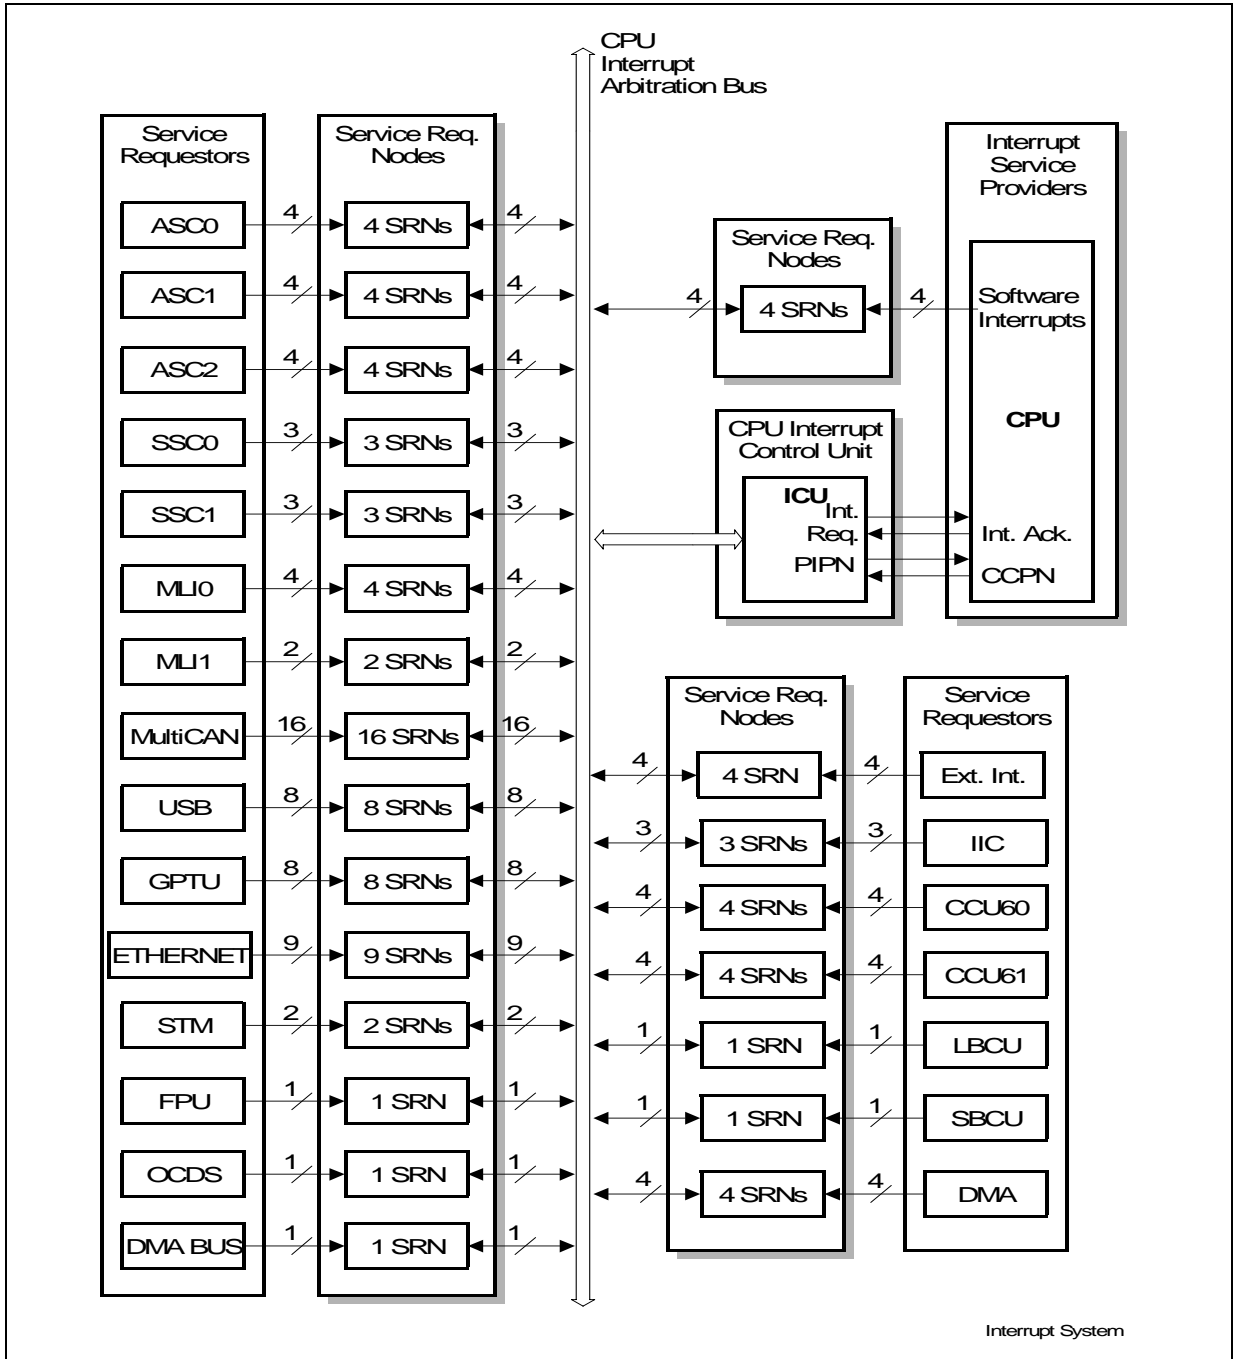 CPU
Interrupt
Arbitration Bus
Service
Requestors
Service Req.
Nodes
ASC0
4
4 SRNs
4
ASC1
4
4 SRNs
4
ASC2
4
4 SRNs
4
SSC0
3
3 SRNs
3
SSC1
3
3 SRNs
3
MLI0
4
4 SRNs
4
MLI1
2
2 SRNs
2
MultiCAN
16
16 SRNs
16
USB
8
8 SRNs
8
GPTU
8
8 SRNs
8
ETHERNET
9
9 SRNs
9
STM
2
2 SRNs
2
FPU
1
1 SRN
1
OCDS
1
1 SRN
1
DMA BUS
1
1 SRN
1
Interrupt
Service
Providers
Service Req.
Nodes
4
4 SRNs
4
Software
Interrupts
CPU
CPU Interrupt
Control Unit
ICU
Int.
Req.
PIPN
Int. Ack.
CCPN
Service Req.
Nodes
Service
Requestors
4
4 SRN
4
Ext. Int.
3
3 SRNs
3
IIC
4
4 SRNs
4
CCU60
4
4 SRNs
4
CCU61
1
1 SRN
1
LBCU
1
1 SRN
1
SBCU
4
4 SRNs
4
DMA
Interrupt System